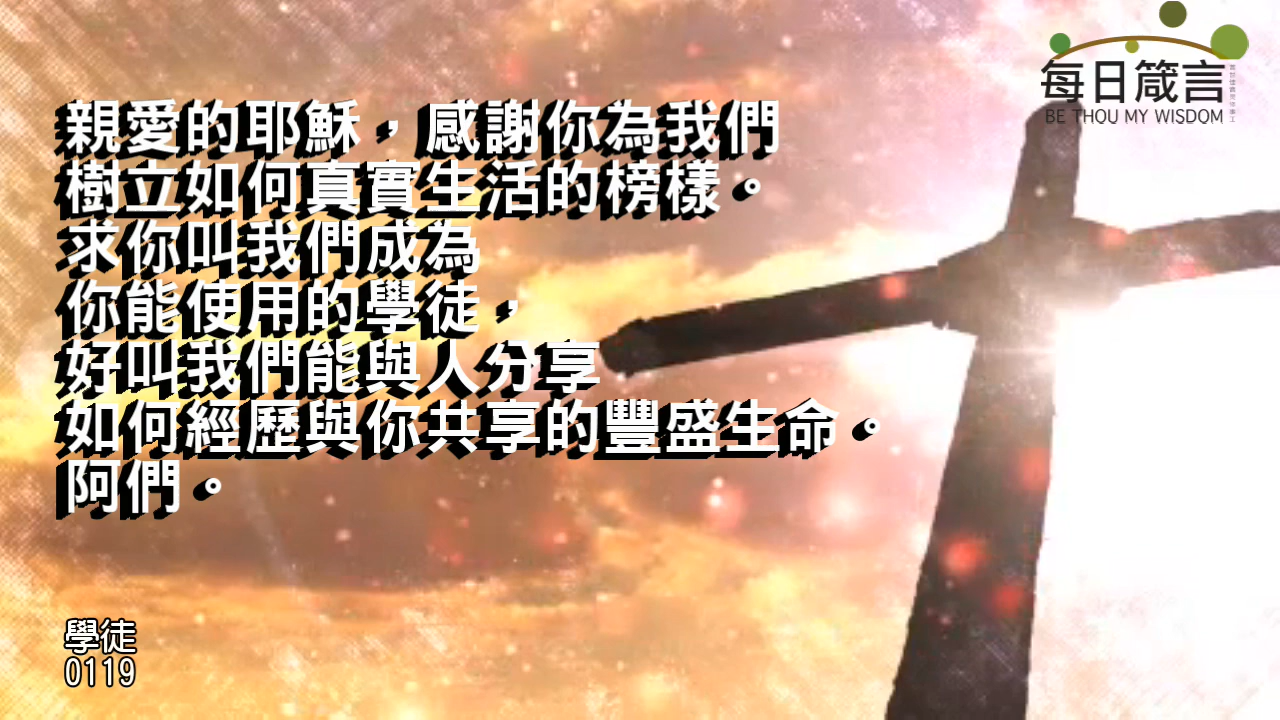 每日箴言
BE THOU MY WISDOM
親愛的耶穌，感謝你為我們
樹立如何真實生活的榜樣。
求你叫我們成為
你能使用的學徒，
好叫我們能與人分享
如何經歷與你共享的豐盛生命。
阿們。
學徒
0119